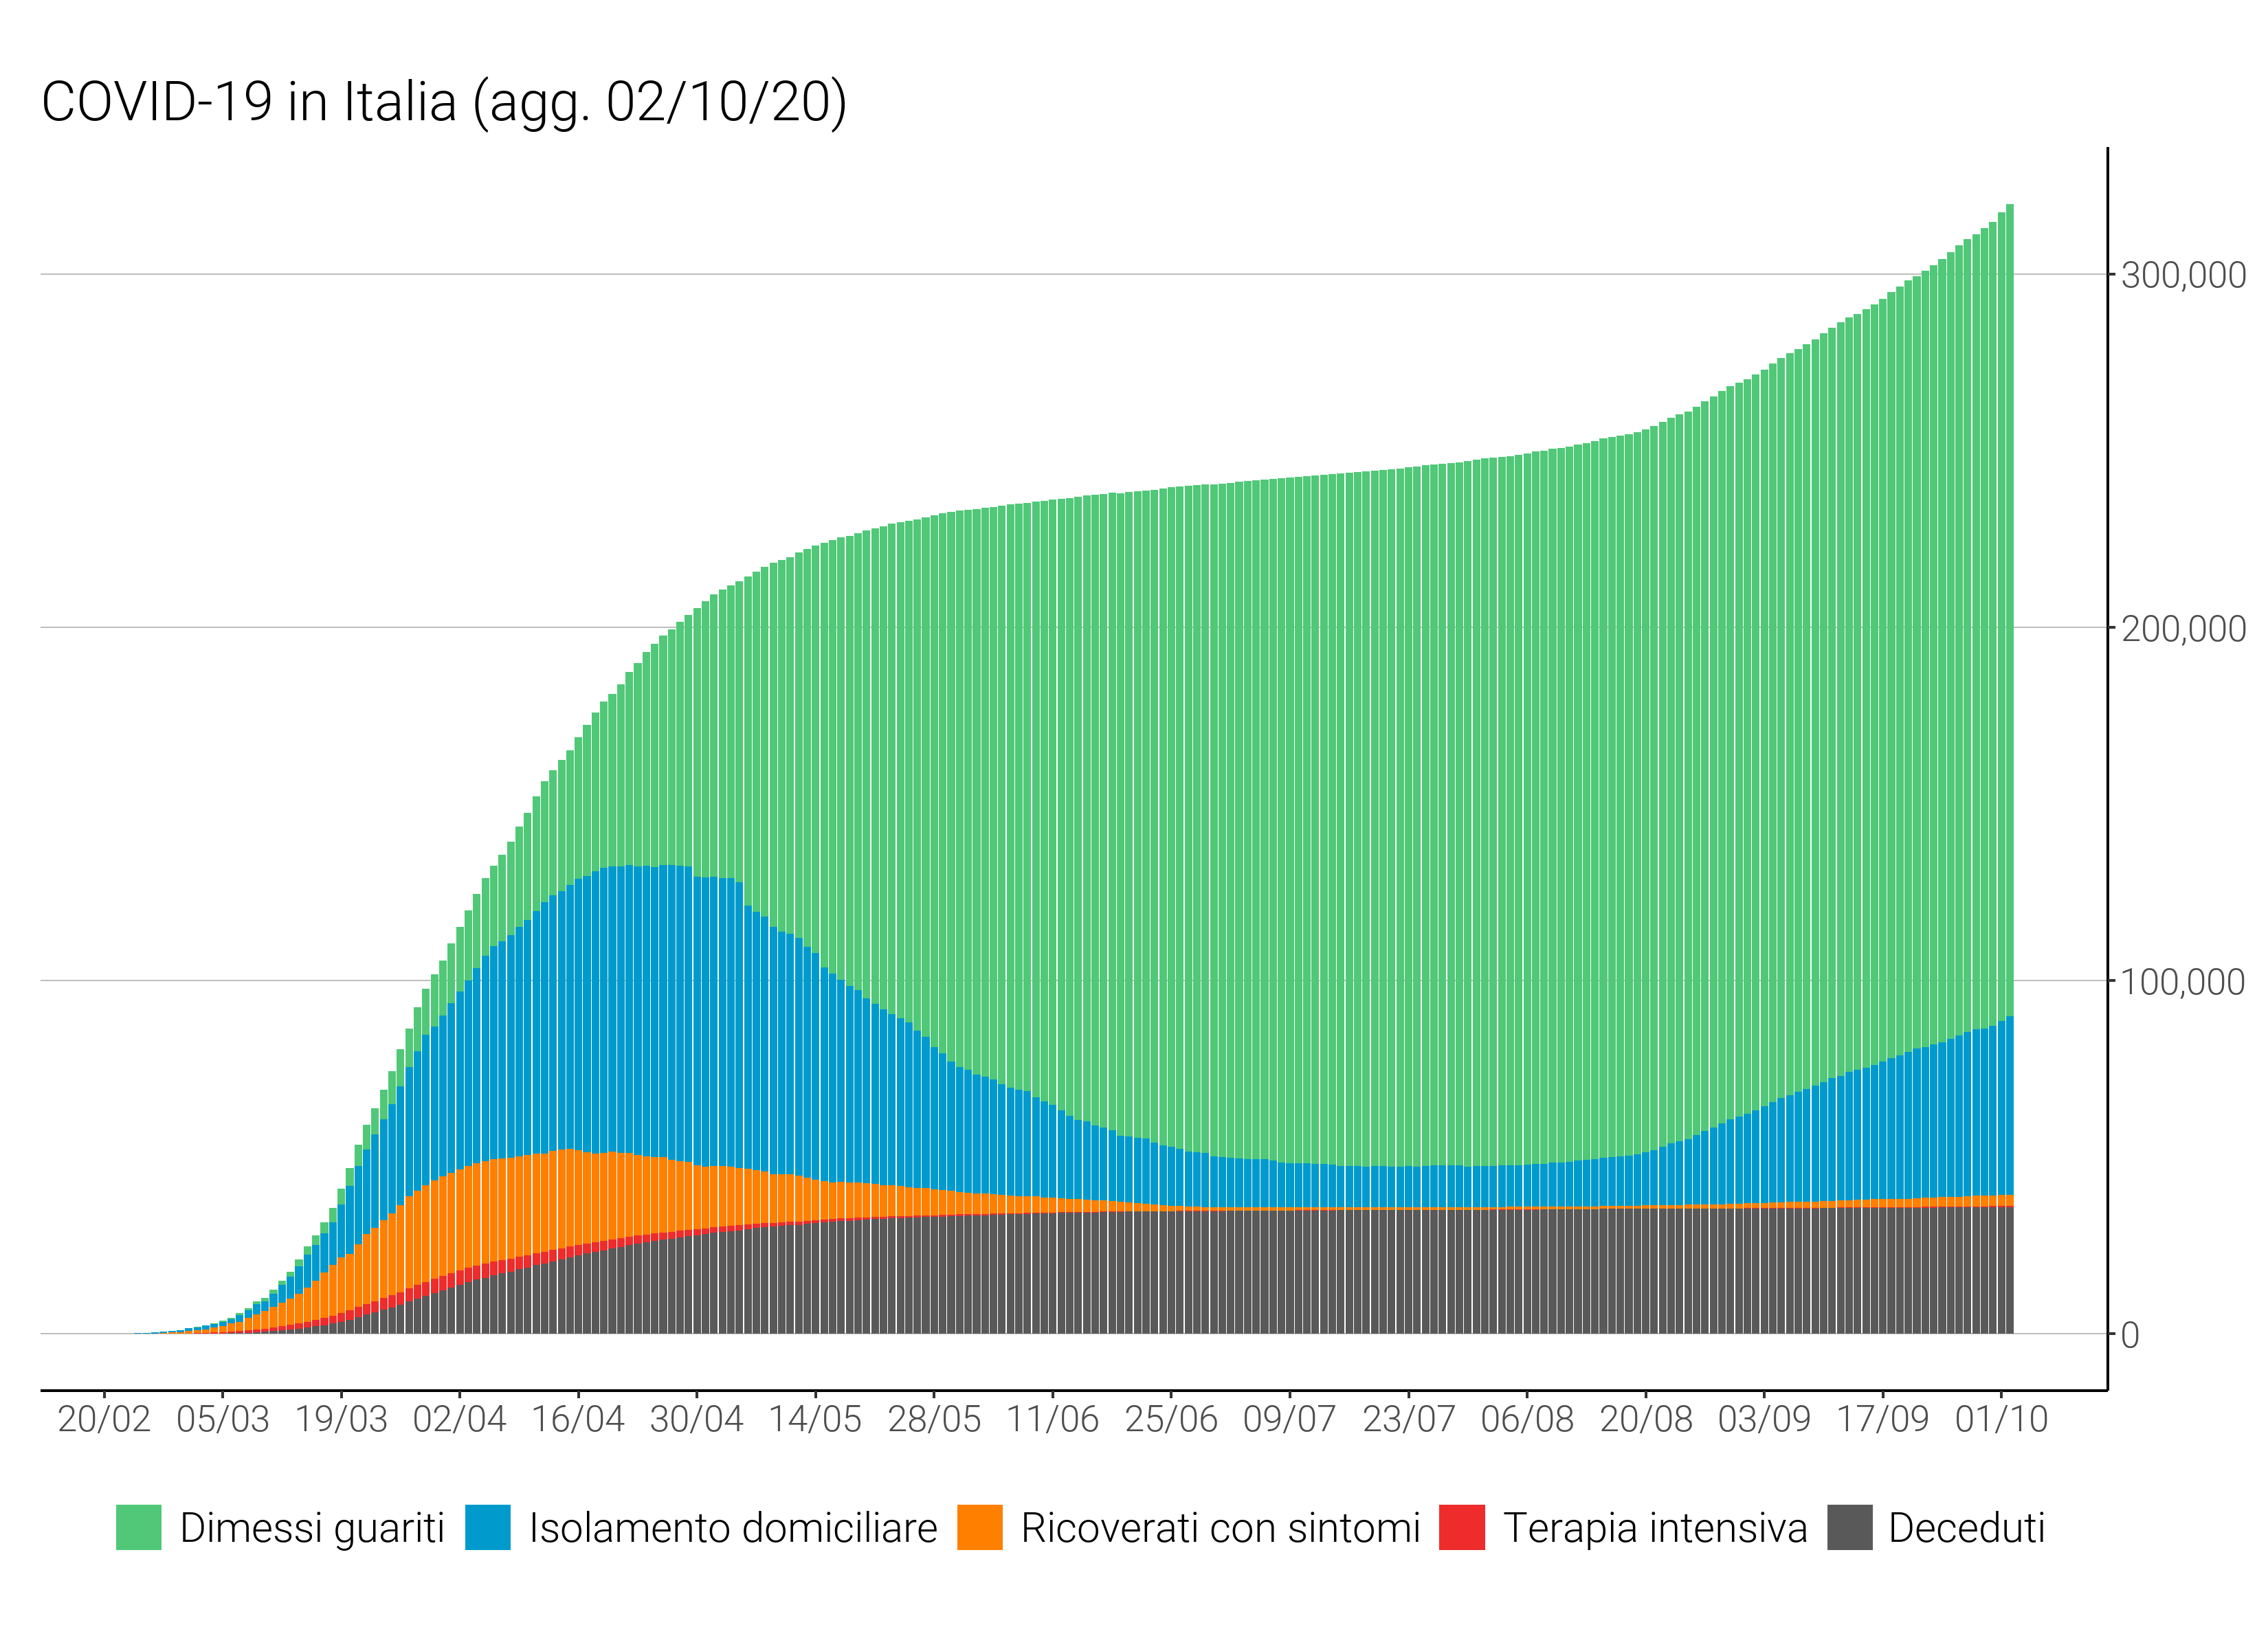 COVID-19 in Italia (agg. 02/10/20)
300,000
200,000
100,000
0
20/02 05/03 19/03 02/04 16/04 30/04 14/05 28/05 11/06 25/06 09/07 23/07 06/08 20/08 03/09 17/09 01/10
Dimessi guariti Isolamento domiciliare Ricoverati con sintomi Terapia intensiva Deceduti